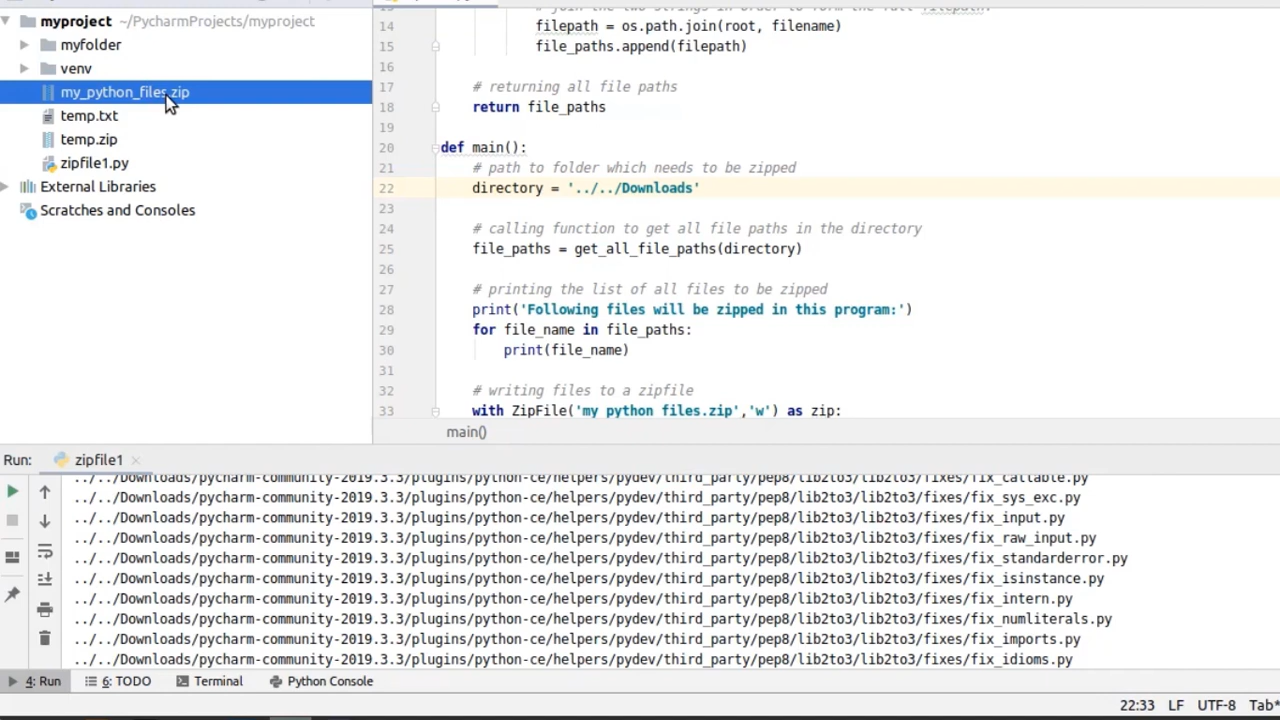 myproject ~/PycharmProjects/myproject
myfolder
venv
my_python_files.zip
temp.txt
temp.zip
zipfile1.py
External Libraries
Scratches and Consoles
13 # join the two strings in order to form the full filepath.
14 filepath = os.path.join(root, filename)
15 file_paths.append(filepath)
16
17 # returning all file paths
18 return file_paths
19
20 def main():
21 # path to folder which needs to be zipped
22 directory = '../../Downloads'
23
24 # calling function to get all file paths in the directory
25 file_paths = get_all_file_paths(directory)
26
27 # printing the list of all files to be zipped
28 print('Following files will be zipped in this program:')
29 for file_name in file_paths:
30 print(file_name)
31
32 # writing files to a zipfile
33 with ZipFile('my_python_files.zip','w') as zip:
main()
Run: zipfile1
../../Downloads/pycharm-community-2019.3.3/plugins/python-ce/helpers/pydev/third_party/pep8/lib2to3/lib2to3/fixes/fix_callable.py
../../Downloads/pycharm-community-2019.3.3/plugins/python-ce/helpers/pydev/third_party/pep8/lib2to3/lib2to3/fixes/fix_sys_exc.py
../../Downloads/pycharm-community-2019.3.3/plugins/python-ce/helpers/pydev/third_party/pep8/lib2to3/lib2to3/fixes/fix_input.py
../../Downloads/pycharm-community-2019.3.3/plugins/python-ce/helpers/pydev/third_party/pep8/lib2to3/lib2to3/fixes/fix_raw_input.py
../../Downloads/pycharm-community-2019.3.3/plugins/python-ce/helpers/pydev/third_party/pep8/lib2to3/lib2to3/fixes/fix_standarderror.py
../../Downloads/pycharm-community-2019.3.3/plugins/python-ce/helpers/pydev/third_party/pep8/lib2to3/lib2to3/fixes/fix_isinstance.py
../../Downloads/pycharm-community-2019.3.3/plugins/python-ce/helpers/pydev/third_party/pep8/lib2to3/lib2to3/fixes/fix_intern.py
../../Downloads/pycharm-community-2019.3.3/plugins/python-ce/helpers/pydev/third_party/pep8/lib2to3/lib2to3/fixes/fix_numliterals.py
../../Downloads/pycharm-community-2019.3.3/plugins/python-ce/helpers/pydev/third_party/pep8/lib2to3/lib2to3/fixes/fix_imports.py
../../Downloads/pycharm-community-2019.3.3/plugins/python-ce/helpers/pydev/third_party/pep8/lib2to3/lib2to3/fixes/fix_idioms.py
4: Run 6: TODO Terminal Python Console
22:33 LF UTF-8 Tab*